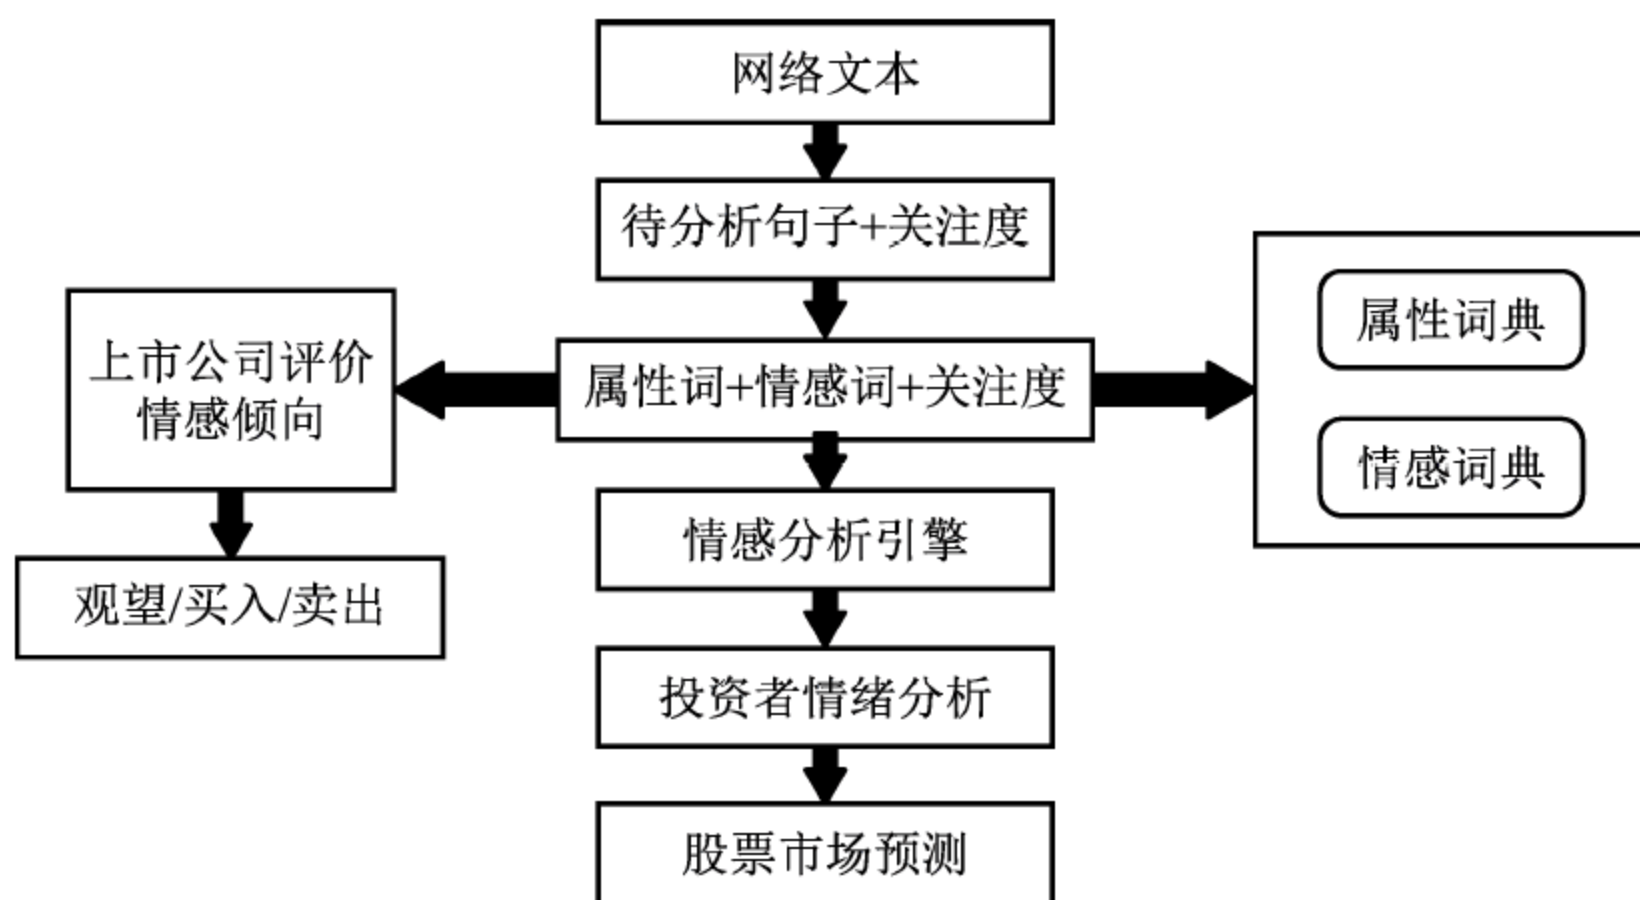 网络文本
待分析句子+关注度
属性词+情感词+关注度
上市公司评价
情感倾向
观望/买入/卖出
属性词典
情感词典
情感分析引擎
投资者情绪分析
股票市场预测